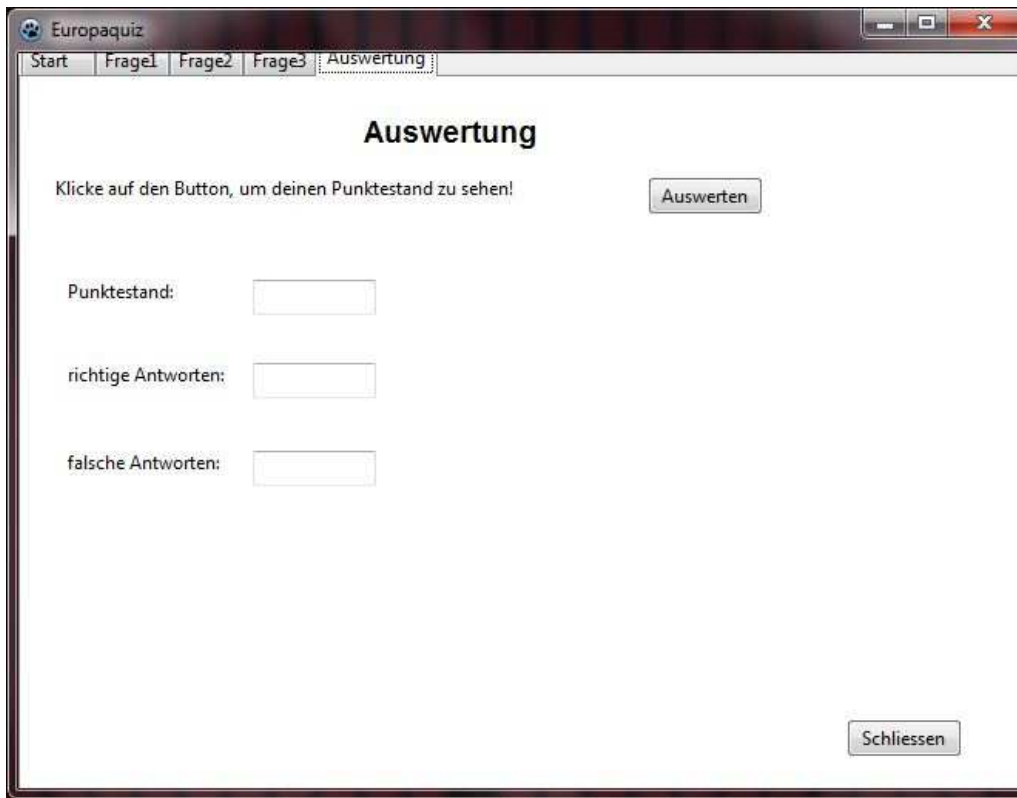 Europaquiz
Start Frage1 Frage2 Frage3 Auswertung
Auswertung
Klicke auf den Button, um deinen Punktestand zu sehen! Auswerten
Punktestand:
richtige Antworten:
falsche Antworten:
Schliessen